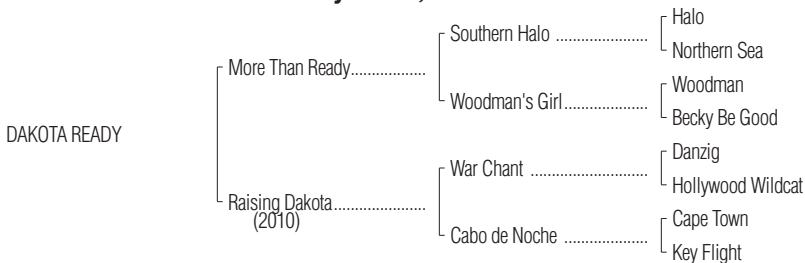 Halo
Southern Halo ......................
Northern Sea
More Than Ready..................
Woodman
Woodman's Girl....................
Becky Be Good
DAKOTA READY
Danzig
War Chant ............................
Hollywood Wildcat
Raising Dakota......................
(2010)
Cape Town
Cabo de Noche ....................
Key Flight